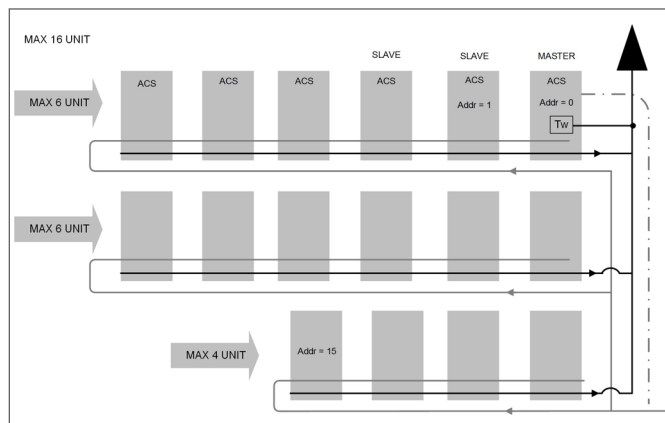 MAX 16 UNIT
SLAVE SLAVE MASTER
MAX 6 UNIT
ACS ACS ACS ACS ACS ACS
Addr = 1 Addr = 0
Tw
MAX 6 UNIT
MAX 4 UNIT
Addr = 15